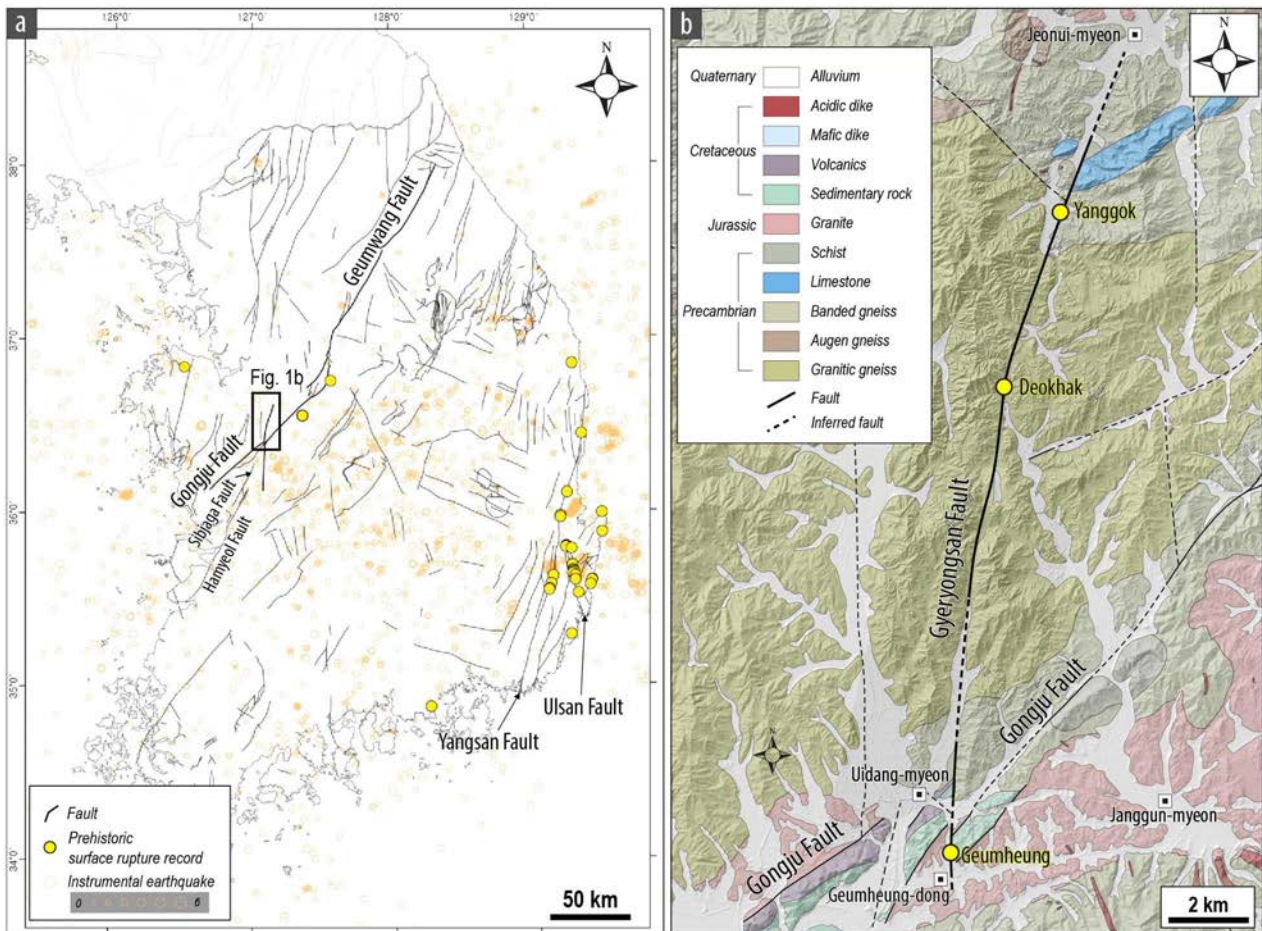 a
126°0'
127°0'
128°0'
129°0'
N
38°0'
37°0'
36°0'
35°0'
34°0'
Geumwang Fault
Fig. 1b
Gongju Fault
Sibjaga Fault
Hamyeol Fault
Ulsan Fault
Yangsan Fault
Fault
Prehistoric
surface rupture record
Instrumental earthquake
0
6
50 km
b
Jeonui-myeon
N
Quaternary
Alluvium
Acidic dike
Cretaceous
Mafic dike
Volcanics
Sedimentary rock
Jurassic
Granite
Schist
Limestone
Precambrian
Banded gneiss
Augen gneiss
Granitic gneiss
Fault
Inferred fault
Yanggok
Deokhak
Gyeryongsan Fault
Gongju Fault
N
Uidang-myeon
Janggun-myeon
Gongju Fault
Geumheung
Geumheung-dong
2 km